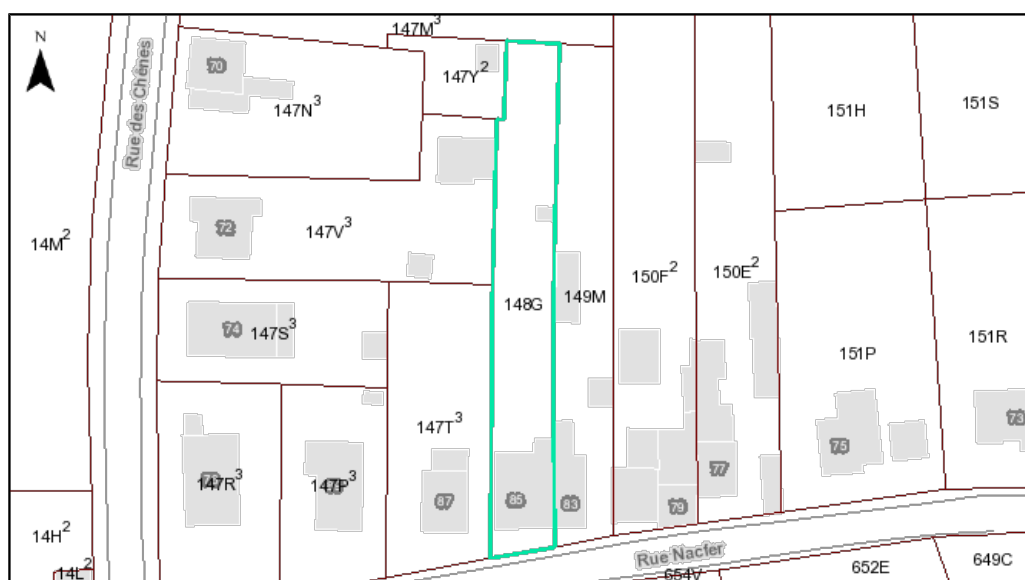 147M³
N
Rue des Chênes
70
147Y²
147N³
151H
151S
72
147V³
14M²
150F²
150E²
148G
149M
74
147S³
151P
151R
147T³
75
73
77
147R³
147P³
87
85
83
79
14H²
Rue Nacfer
14L²
654V
652E
649C